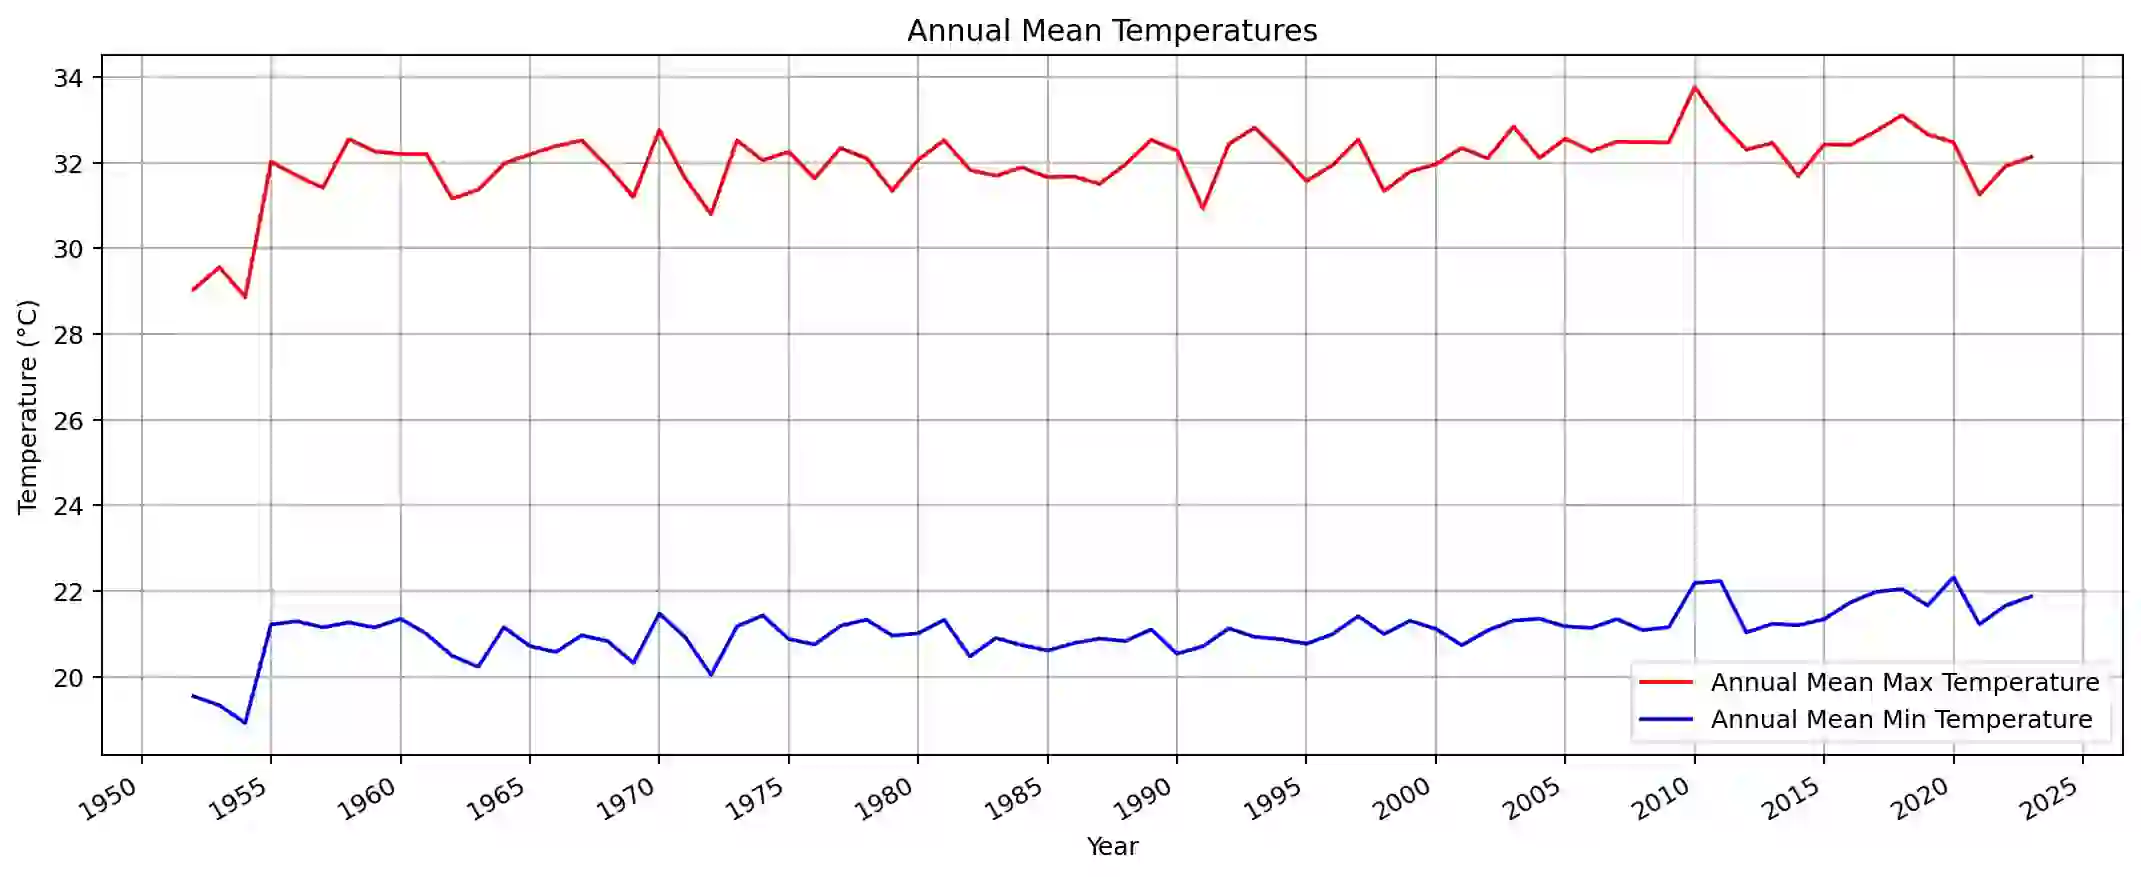 Annual Mean Temperatures
Temperature (°C)
34
32
30
28
26
24
22
20
Annual Mean Max Temperature
Annual Mean Min Temperature
1950 1955 1960 1965 1970 1975 1980 1985 1990 1995 2000 2005 2010 2015 2020 2025
Year